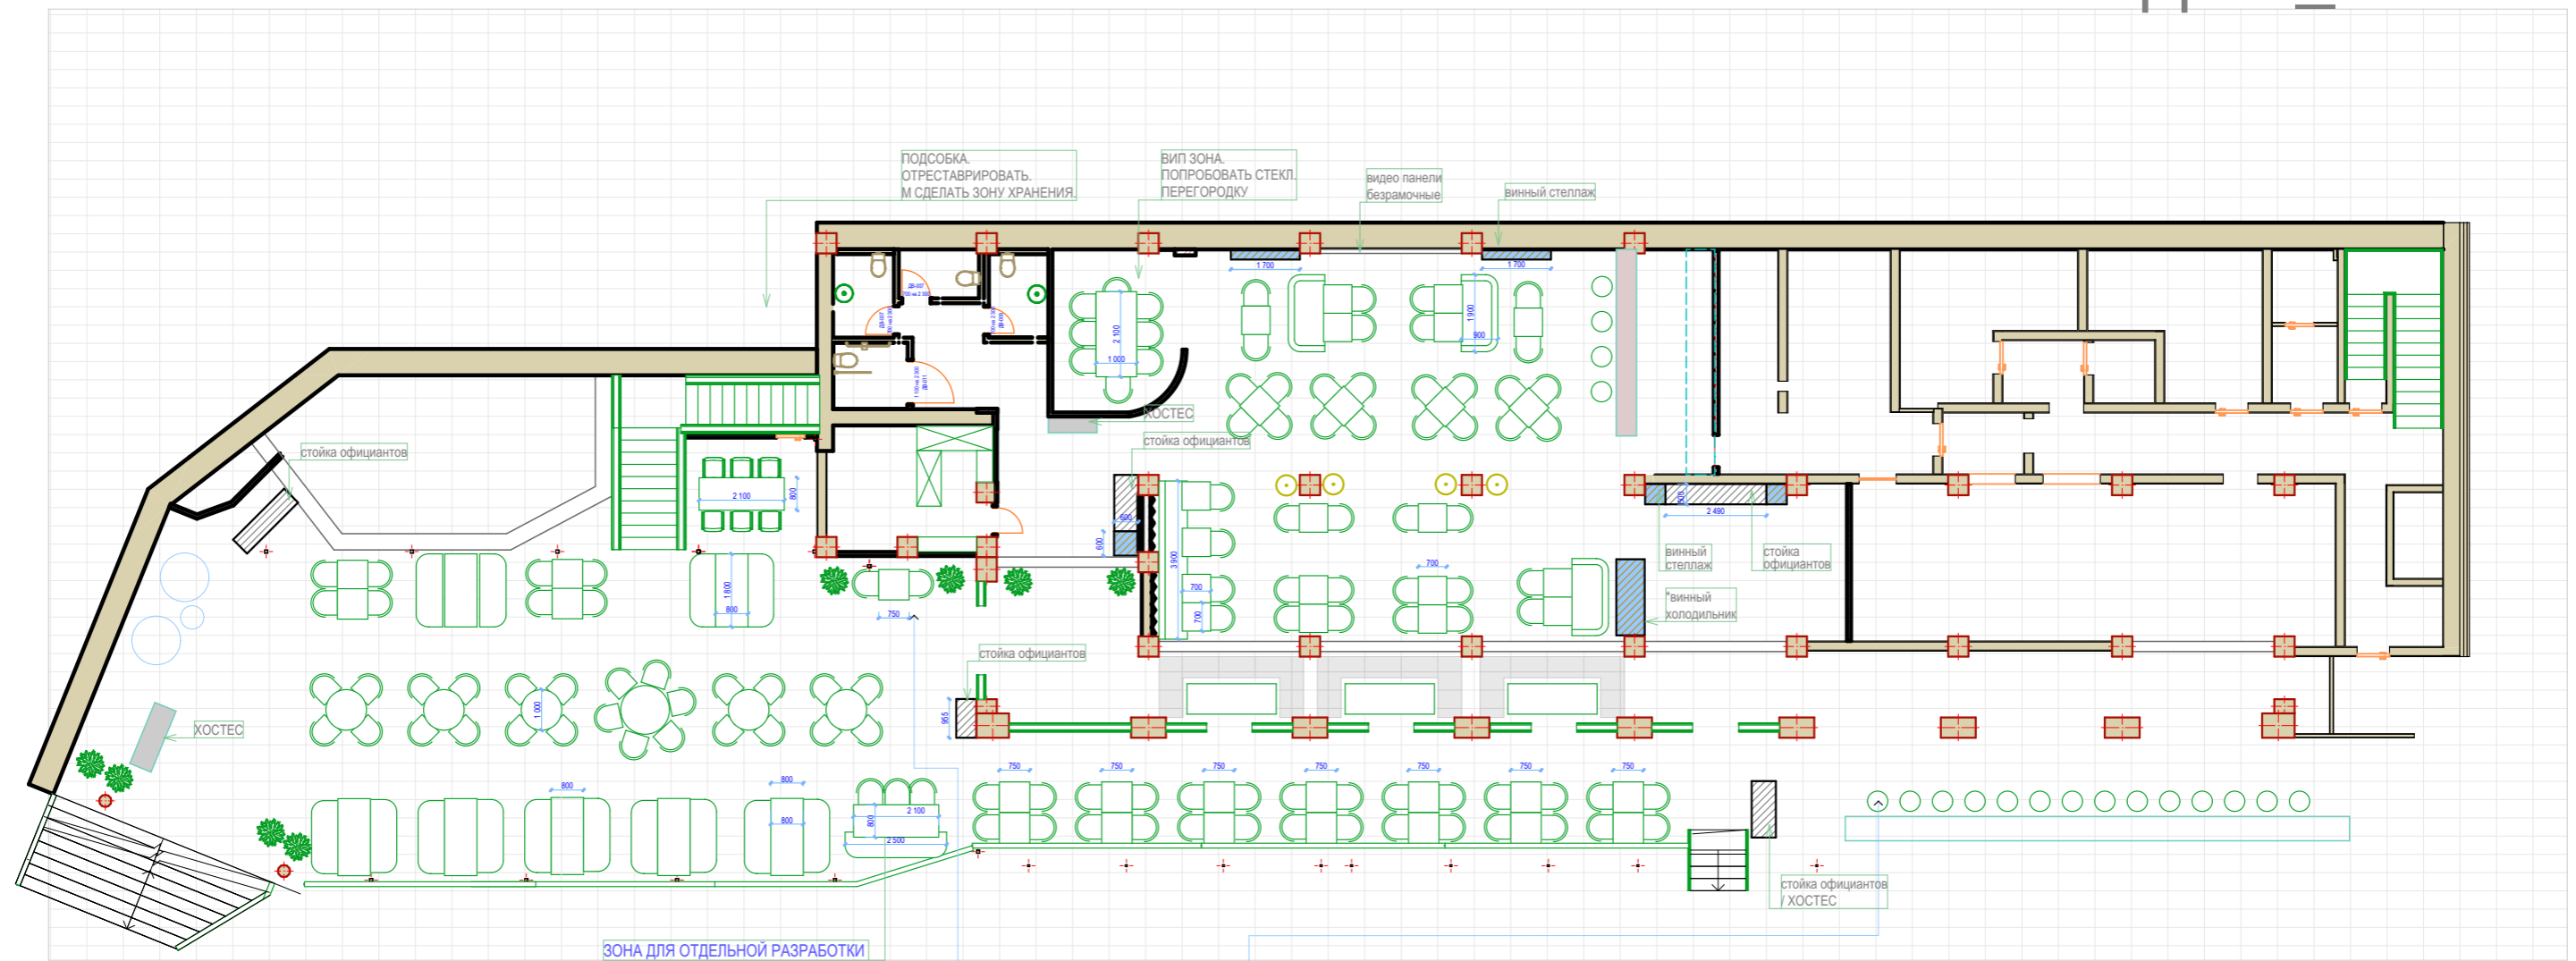 ПОДСОБКА.
ОТРЕСТАВРИРОВАТЬ.
М СДЕЛАТЬ ЗОНУ ХРАНЕНИЯ.
ВИП ЗОНА.
ПОПРОБОВАТЬ СТЕКЛ.
ПЕРЕГОРОДКУ
видео панели
безрамочные
винный стеллаж
1 700
1 700
2 100
1 000
1 900
900
ХОСТЕС
стойка официантов
стойка официантов
2 100
800
600
600
3 900
700
700
700
2 490
винный
стеллаж
стойка
официантов
*винный
холодильник
1 800
800
750
стойка официантов
955
1 000
ХОСТЕС
800
800
800
2 100
800
2 500
750
750
750
750
750
750
750
стойка официантов
/ ХОСТЕС
ЗОНА ДЛЯ ОТДЕЛЬНОЙ РАЗРАБОТКИ